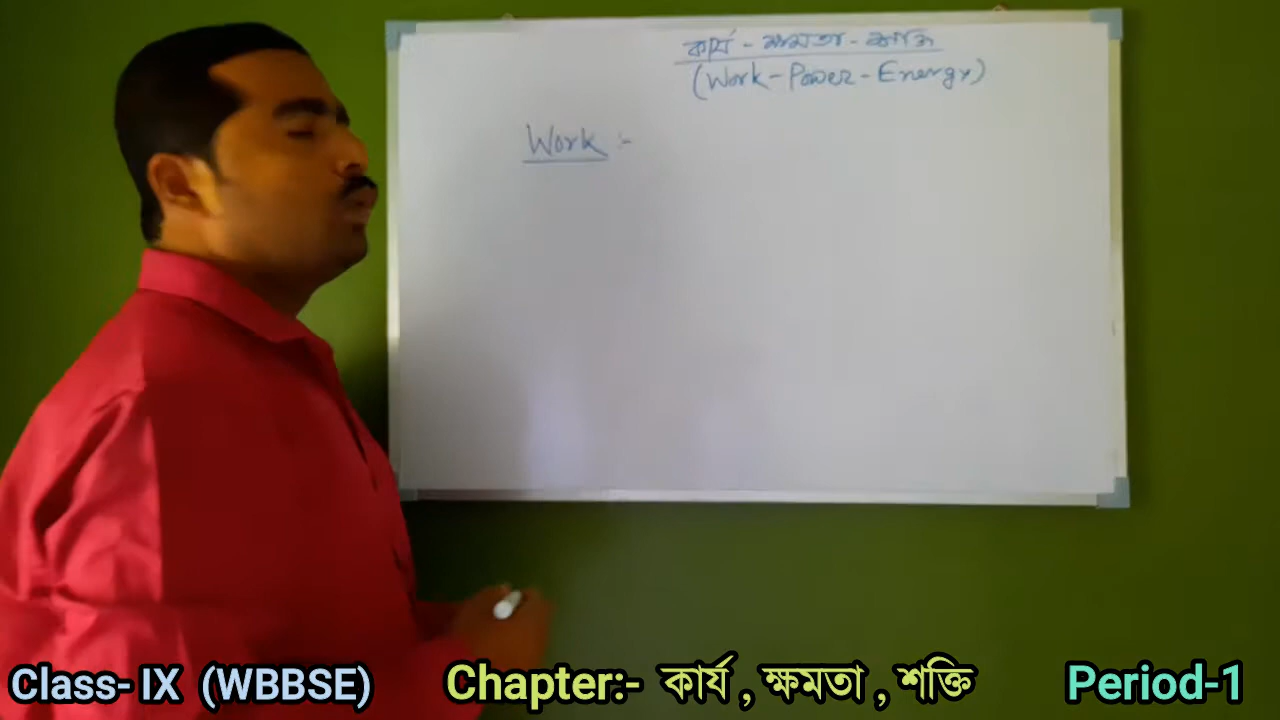 কার্য - ক্ষমতা - শক্তি
(Work - Power - Energy)
Work :-
Class- IX (WBBSE) Chapter:- কার্য , ক্ষমতা , শক্তি Period-1